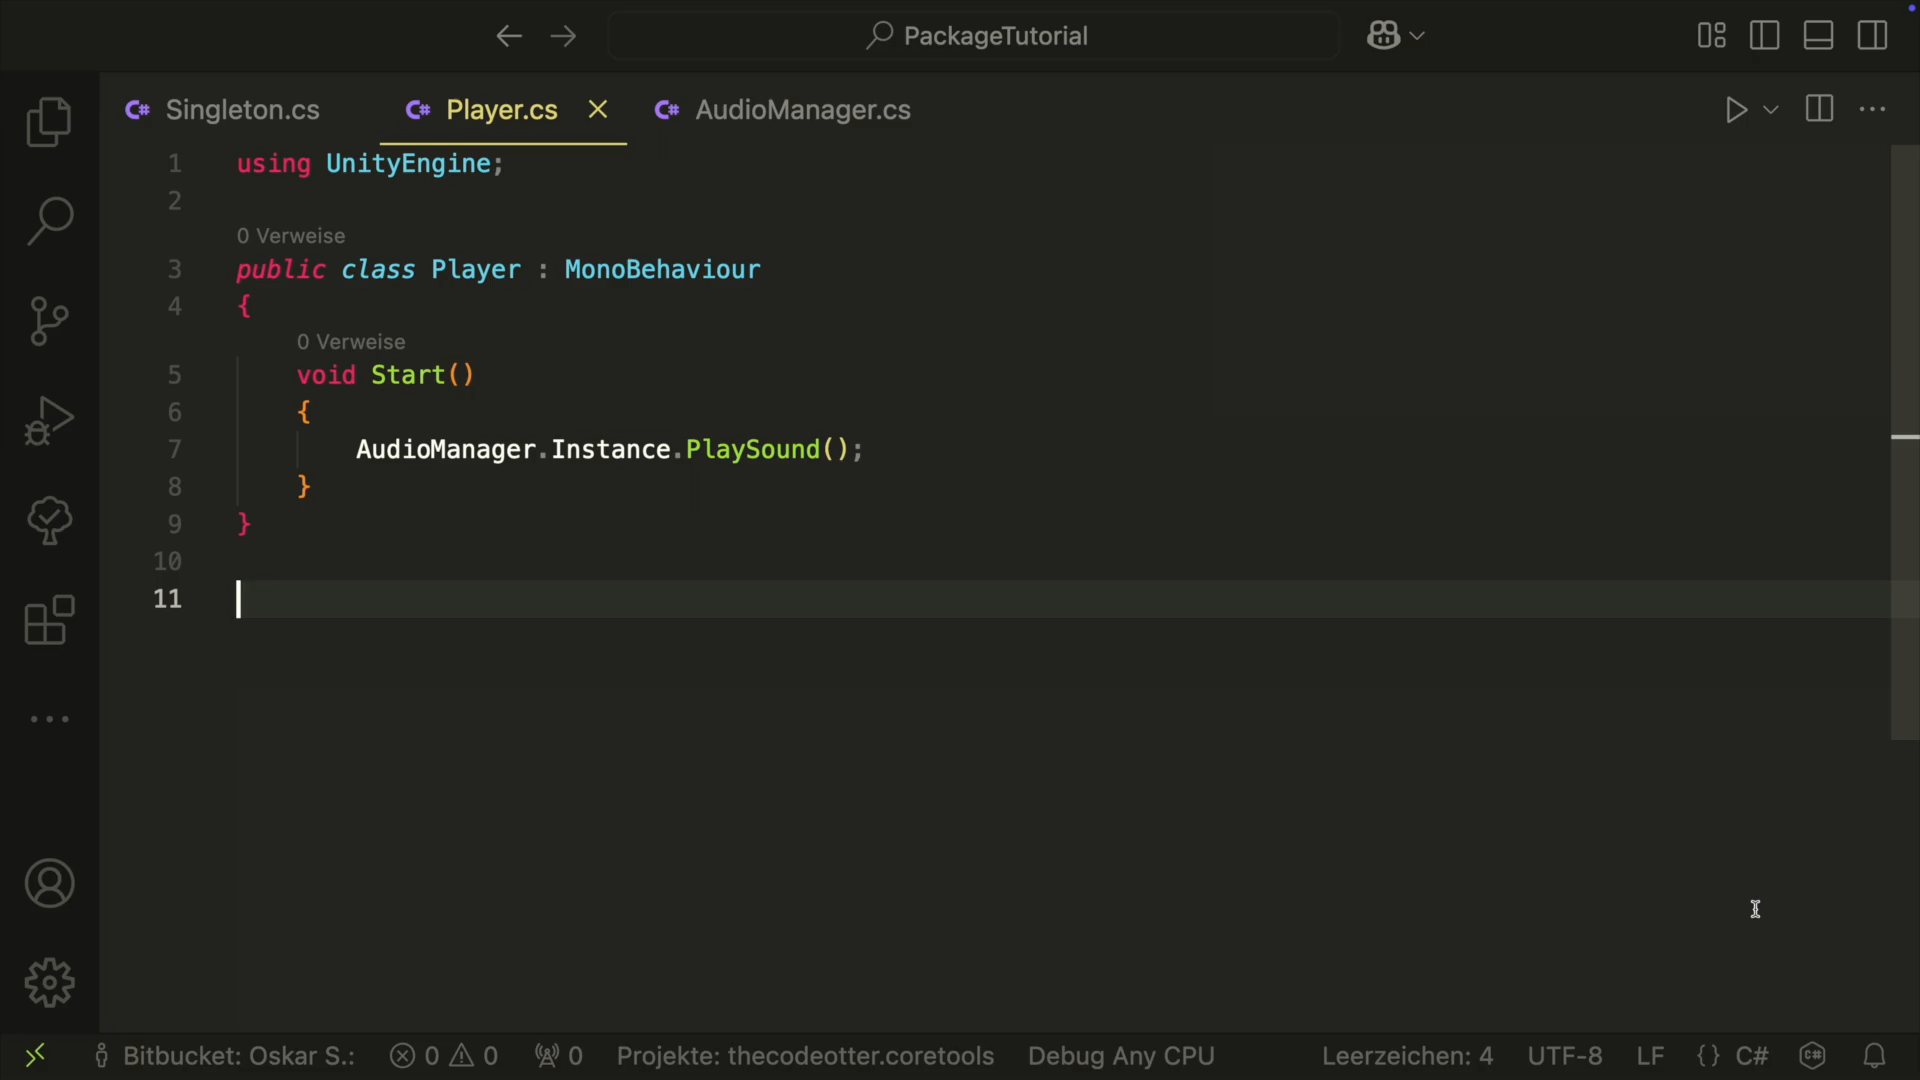 PackageTutorial
Singleton.cs
Player.cs
AudioManager.cs
1 using UnityEngine;
2
0 Verweise
3 public class Player : MonoBehaviour
4 {
0 Verweise
5 void Start()
6 {
7 AudioManager.Instance.PlaySound();
8 }
9 }
10
11
Bitbucket: Oskar S.: 0 0 0 Projekte: thecodeotter.coretools Debug Any CPU Leerzeichen: 4 UTF-8 LF {} C#